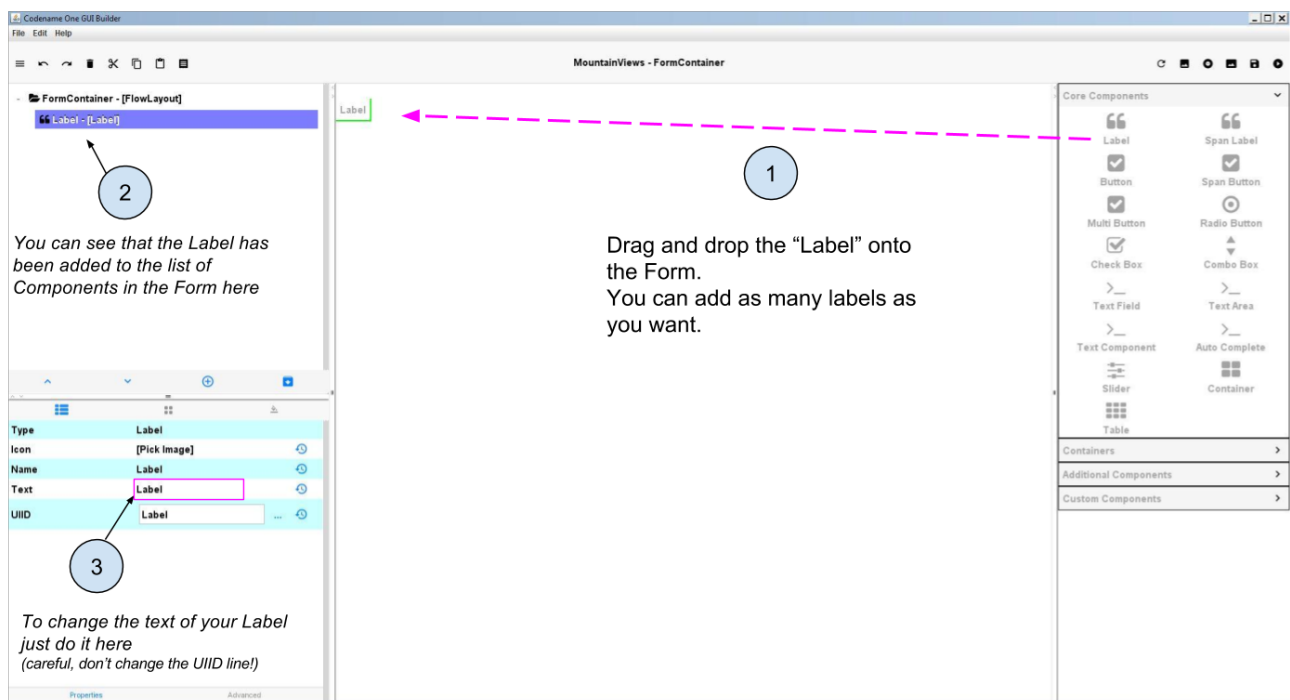 Codename One GUI Builder
File Edit Help
MountainViews - FormContainer
FormContainer - [FlowLayout]
Label - [Label]
2
You can see that the Label has
been added to the list of
Components in the Form here
Type Label
Icon [Pick Image]
Name Label
Text Label
UIID Label ...
3
To change the text of your Label
just do it here
(careful, don't change the UIID line!)
Properties Advanced
Label
1
Drag and drop the “Label” onto
the Form.
You can add as many labels as
you want.
Core Components
Label Span Label
Button Span Button
Multi Button Radio Button
Check Box Combo Box
Text Field Text Area
Text Component Auto Complete
Slider Container
Table
Containers
Additional Components
Custom Components